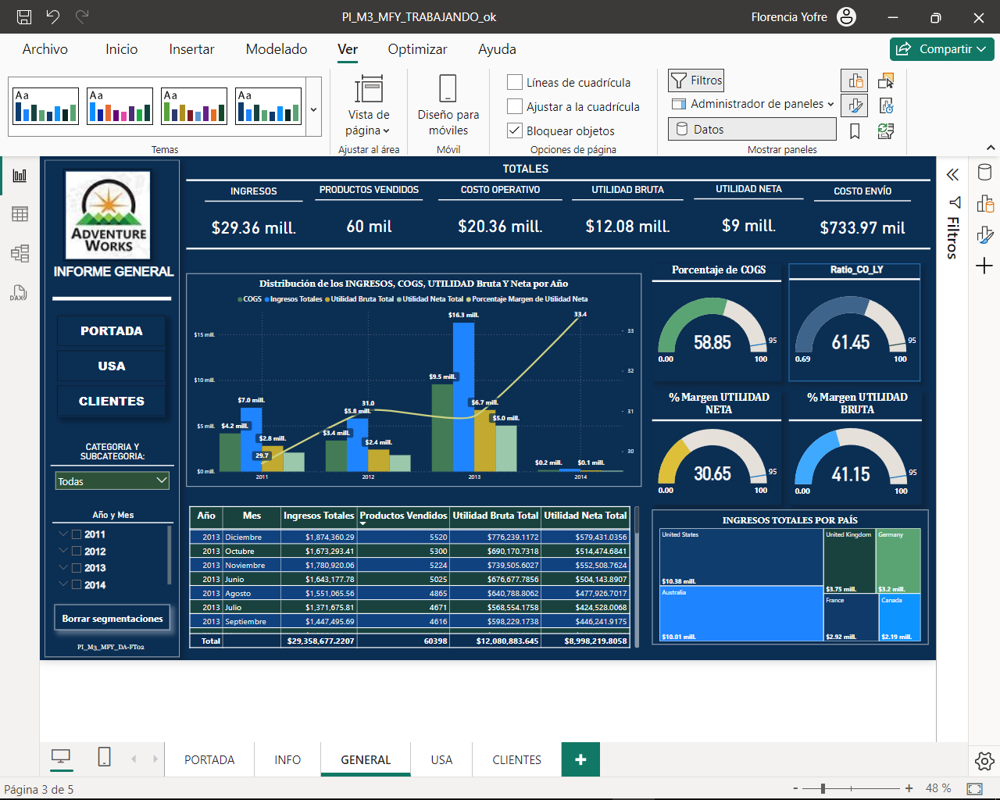 PI_M3_MFY_TRABAJANDO_ok
Florencia Yofre
Archivo Inicio Insertar Modelado Ver Optimizar Ayuda
Compartir
Aa Aa Aa Aa
Temas
Vista de página
Ajustar al área
Diseño para móviles
Móvil
Líneas de cuadrícula
Ajustar a la cuadrícula
Bloquear objetos
Opciones de página
Filtros
Administrador de paneles
Datos
Mostrar paneles
DAX
ADVENTURE
WORKS
INFORME GENERAL
PORTADA
USA
CLIENTES
CATEGORIA Y
SUBCATEGORIA:
Todas
Año y Mes
2011
2012
2013
2014
Borrar segmentaciones
PI_M3_MFY_DA-FT02
TOTALES
INGRESOS
$29.36 mill.
PRODUCTOS VENDIDOS
60 mil
COSTO OPERATIVO
$20.36 mill.
UTILIDAD BRUTA
$12.08 mill.
UTILIDAD NETA
$9 mill.
COSTO ENVÍO
$733.97 mil
Distribución de los INGRESOS, COGS, UTILIDAD Bruta Y Neta por Año
COGS Ingresos Totales Utilidad Bruta Total Utilidad Neta Total Porcentaje Margen de Utilidad Neta
$15 mill.
$10 mill.
$5 mill.
$0 mill.
$4.2 mill.
$7.0 mill.
$2.8 mill.
29.7
$3.4 mill.
$5.8 mill.
31.0
$2.4 mill.
$9.5 mill.
$16.3 mill.
$6.7 mill.
$5.0 mill.
$0.2 mill.
$0.1 mill.
33.4
33
32
31
30
2011 2012 2013 2014
Porcentaje de COGS
58.85
95
0.00 100
Ratio_CO_LY
61.45
95
0.69 100
% Margen UTILIDAD
NETA
30.65
95
0.00 100
% Margen UTILIDAD
BRUTA
41.15
95
0.00 100
Año Mes Ingresos Totales Productos Vendidos Utilidad Bruta Total Utilidad Neta Total
2013 Diciembre $1,874,360.29 5520 $776,239.1172 $579,431.0356
2013 Octubre $1,673,293.41 5300 $690,170.7318 $514,474.6841
2013 Noviembre $1,780,920.06 5224 $739,505.6027 $552,508.7624
2013 Junio $1,643,177.78 5025 $676,677.7856 $504,143.8907
2013 Agosto $1,551,065.56 4865 $640,788.8062 $477,926.7017
2013 Julio $1,371,675.81 4671 $568,554.1758 $424,528.0068
2013 Septiembre $1,447,495.69 4616 $598,229.1738 $446,241.9175
Total $29,358,677.2207 60398 $12,080,883.645 $8,998,219.8058
INGRESOS TOTALES POR PAÍS
United States
$10.38 mill.
Australia
$10.01 mill.
United Kingdom
$3.75 mill.
Germany
$3.2 mill.
France
$2.92 mill.
Canada
$2.19 mill.
Filtros
PORTADA INFO GENERAL USA CLIENTES
Página 3 de 5
48 %